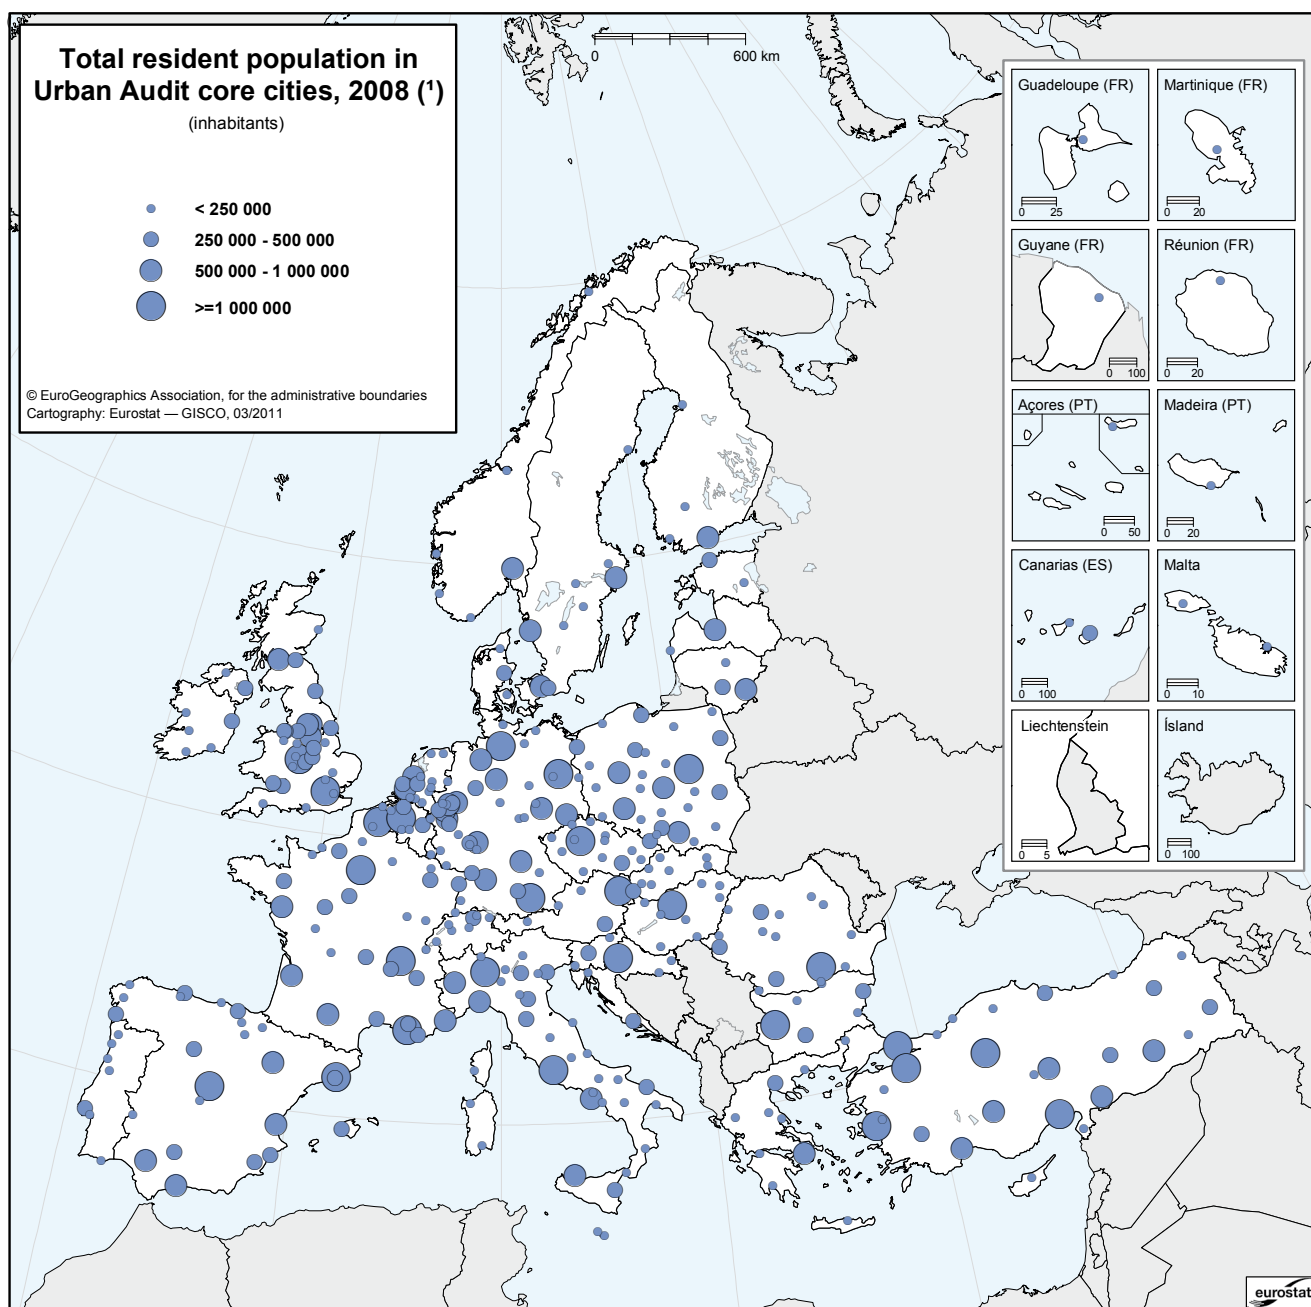 Total resident population in
Urban Audit core cities, 2008 (¹)
(inhabitants)
< 250 000
250 000 - 500 000
500 000 - 1 000 000
>=1 000 000
© EuroGeographics Association, for the administrative boundaries
Cartography: Eurostat — GISCO, 03/2011
0 600 km
Guadeloupe (FR)
0 25
Martinique (FR)
0 20
Guyane (FR)
0 100
Réunion (FR)
0 20
Açores (PT)
0 50
Madeira (PT)
0 20
Canarias (ES)
0 100
Malta
0 10
Liechtenstein
0 5
Ísland
0 100
eurostat